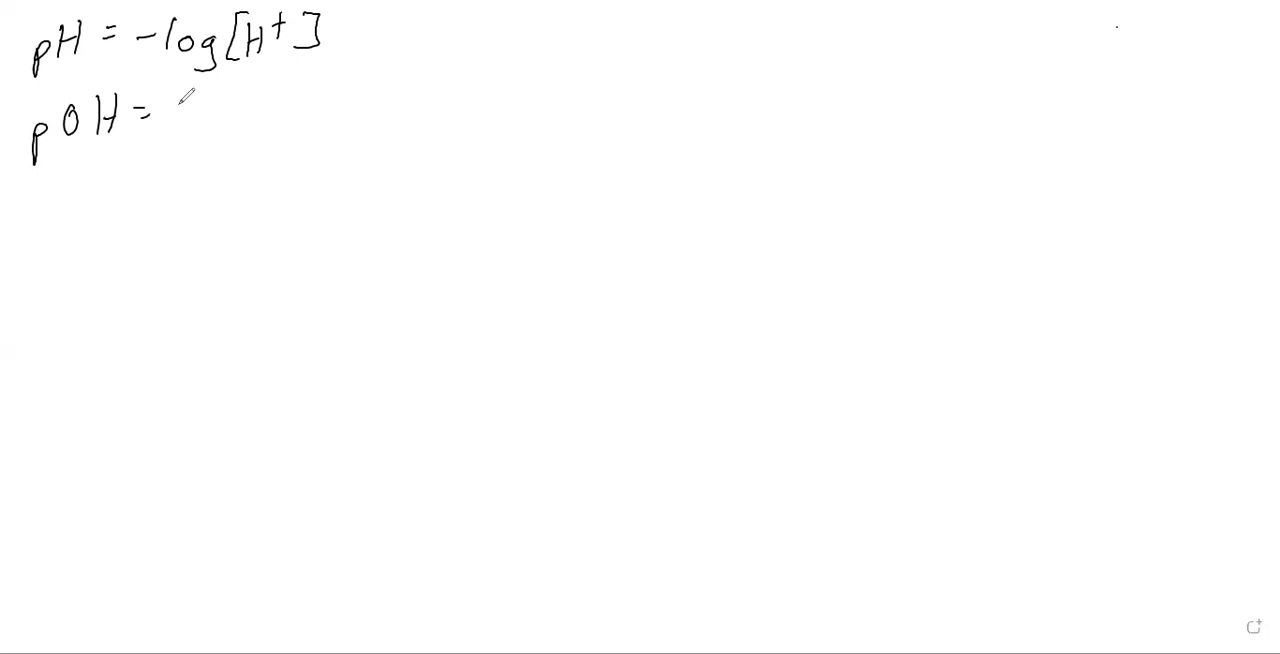 pH = -log[H⁺]
pOH =